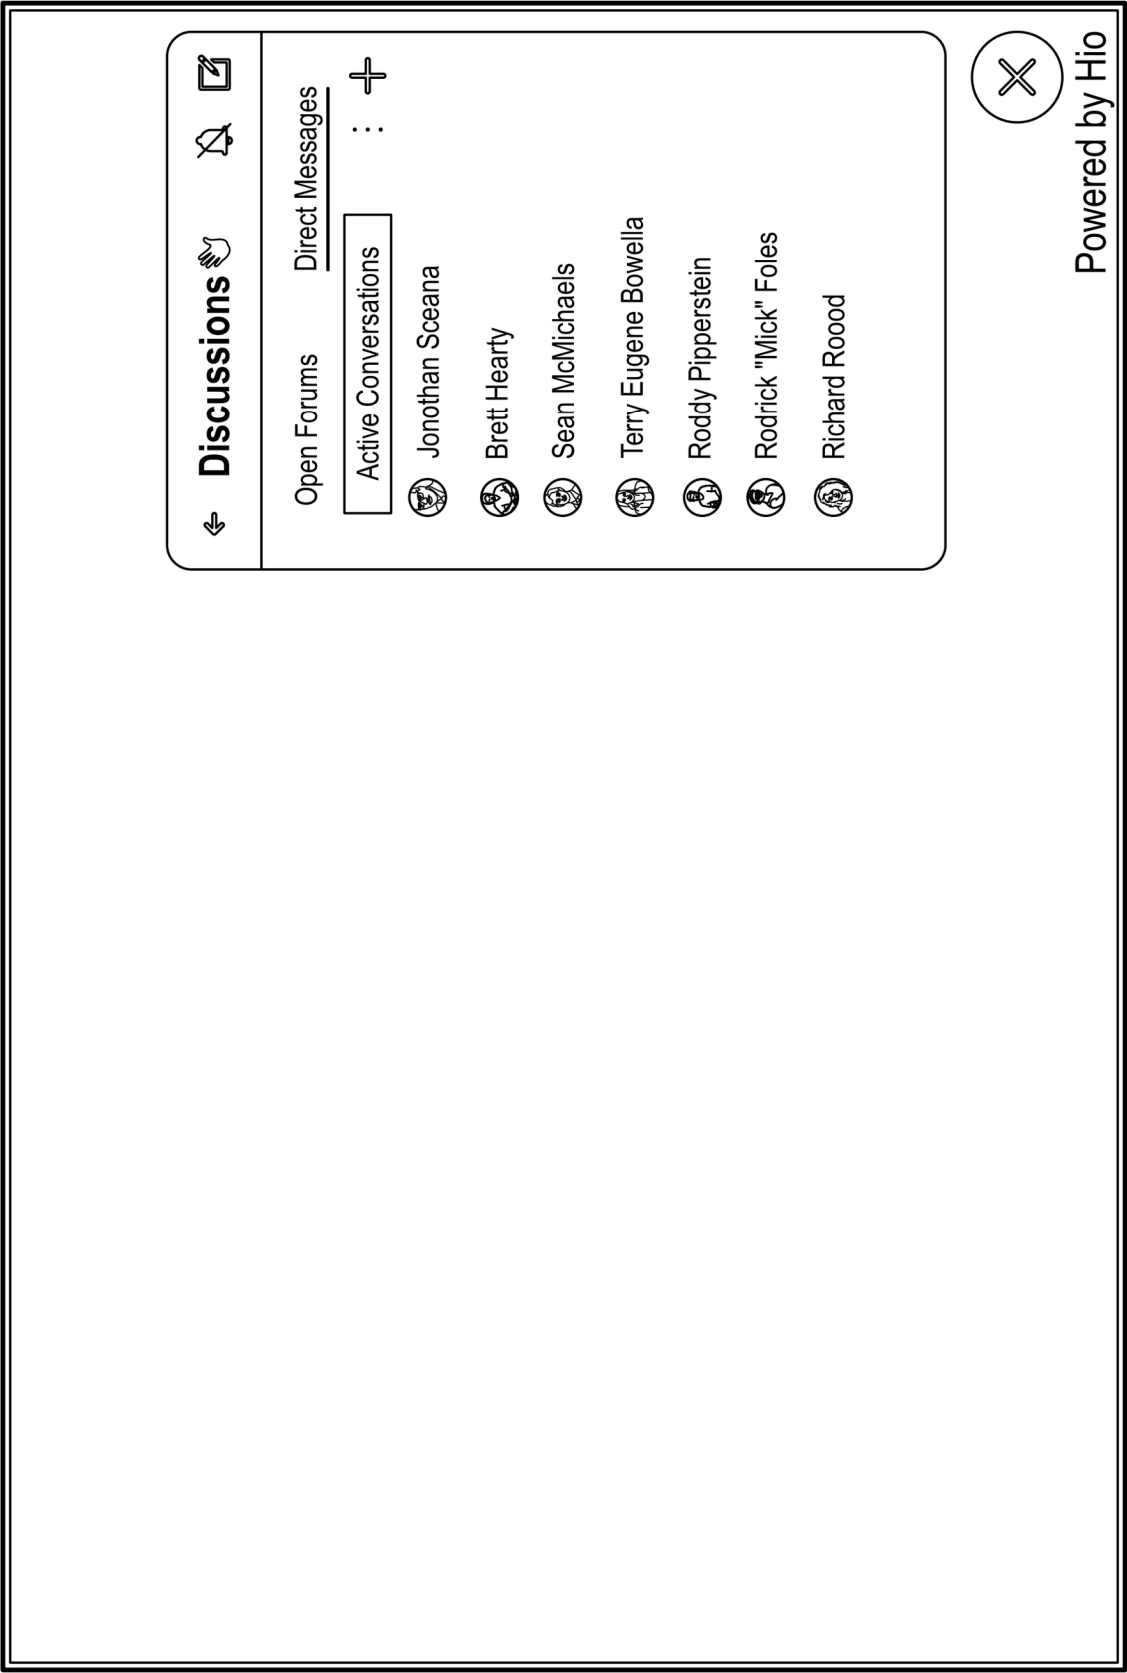 Discussions
Open Forums
Direct Messages
Active Conversations
Jonothan Sceana
Brett Hearty
Sean McMichaels
Terry Eugene Bowella
Roddy Pipperstein
Rodrick "Mick" Foles
Richard Roood
Powered by Hio